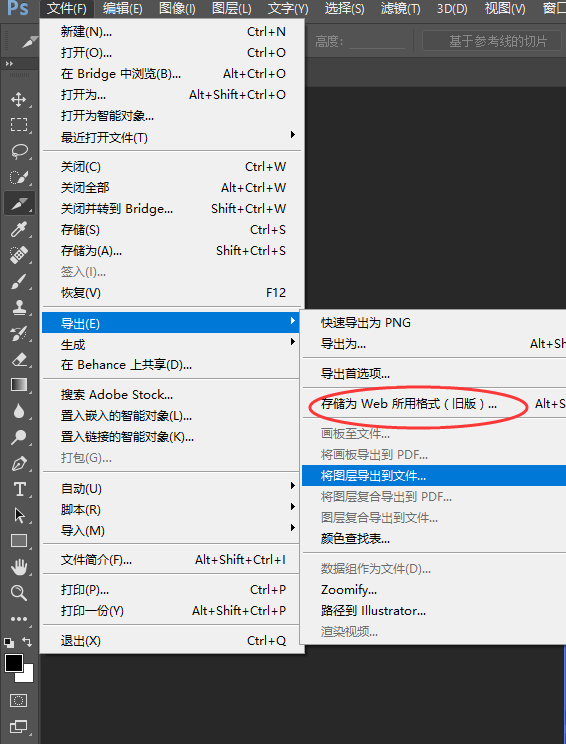 Ps 文件(F) 编辑(E) 图像(I) 图层(L) 文字(Y) 选择(S) 滤镜(T) 3D(D) 视图(V) 窗口
高度: 基于参考线的切片
新建(N)... Ctrl+N
打开(O)... Ctrl+O
在 Bridge 中浏览(B)... Alt+Ctrl+O
打开为... Alt+Shift+Ctrl+O
打开为智能对象...
最近打开文件(T)
关闭(C) Ctrl+W
关闭全部 Alt+Ctrl+W
关闭并转到 Bridge... Shift+Ctrl+W
存储(S) Ctrl+S
存储为(A)... Shift+Ctrl+S
签入(I)...
恢复(V) F12
导出(E)
生成
在 Behance 上共享(D)...
搜索 Adobe Stock...
置入嵌入的智能对象(L)...
置入链接的智能对象(K)...
打包(G)...
自动(U)
脚本(R)
导入(M)
文件简介(F)... Alt+Shift+Ctrl+I
打印(P)... Ctrl+P
打印一份(Y) Alt+Shift+Ctrl+P
退出(X) Ctrl+Q
快速导出为 PNG
导出为... Alt+Sh
导出首选项...
存储为 Web 所用格式（旧版）... Alt+S
画板至文件...
将画板导出到 PDF...
将图层导出到文件...
将图层复合导出到 PDF...
图层复合导出到文件...
颜色查找表...
数据组作为文件(D)...
Zoomify...
路径到 Illustrator...
渲染视频...